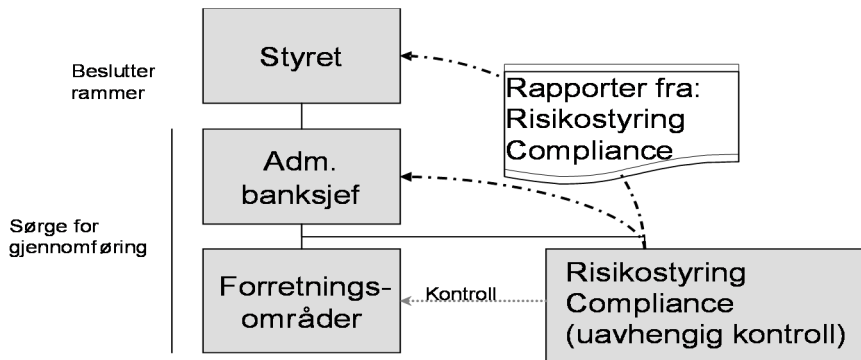 Styret
Beslutter
rammer
Rapporter fra:
Risikostyring
Compliance
Adm.
banksjef
Sørge for
gjennomføring
Forretnings-
områder
Kontroll
Risikostyring
Compliance
(uavhengig kontroll)